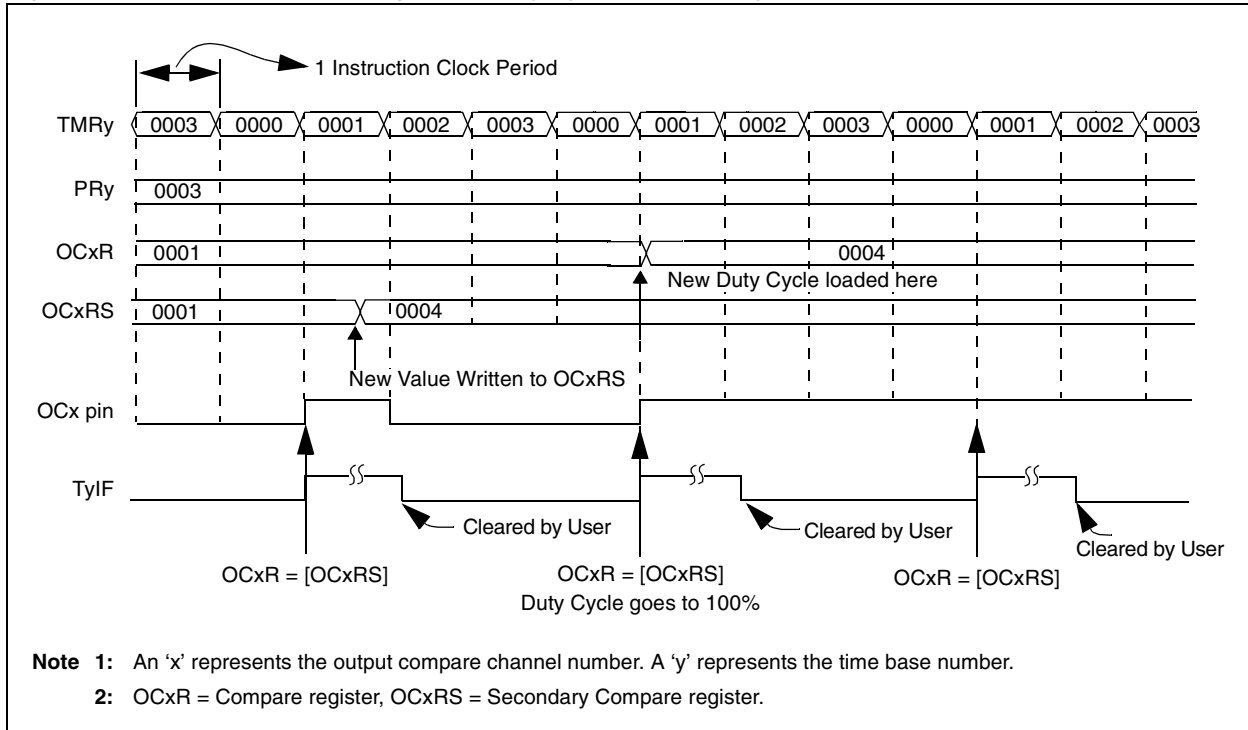 1 Instruction Clock Period
TMRy 0003 0000 0001 0002 0003 0000 0001 0002 0003 0000 0001 0002 0003
PRy 0003
OCxR 0001 0004
New Duty Cycle loaded here
OCxRS 0001 0004
New Value Written to OCxRS
OCx pin
TyIF
Cleared by User Cleared by User Cleared by User
OCxR = [OCxRS] OCxR = [OCxRS] OCxR = [OCxRS]
Duty Cycle goes to 100%
Note 1: An ‘x’ represents the output compare channel number. A ‘y’ represents the time base number.
2: OCxR = Compare register, OCxRS = Secondary Compare register.